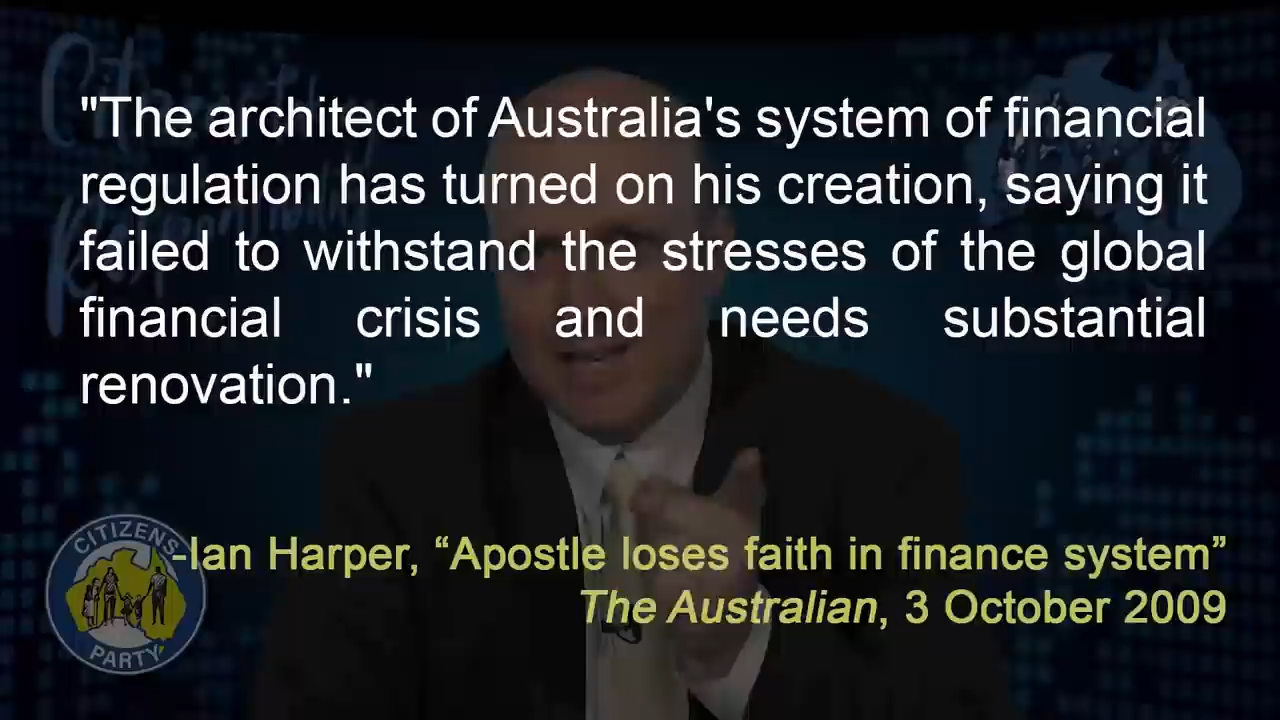 "The architect of Australia's system of financial
regulation has turned on his creation, saying it
failed to withstand the stresses of the global
financial crisis and needs substantial
renovation."
-Ian Harper, “Apostle loses faith in finance system”
The Australian, 3 October 2009
CITIZENS
PARTY